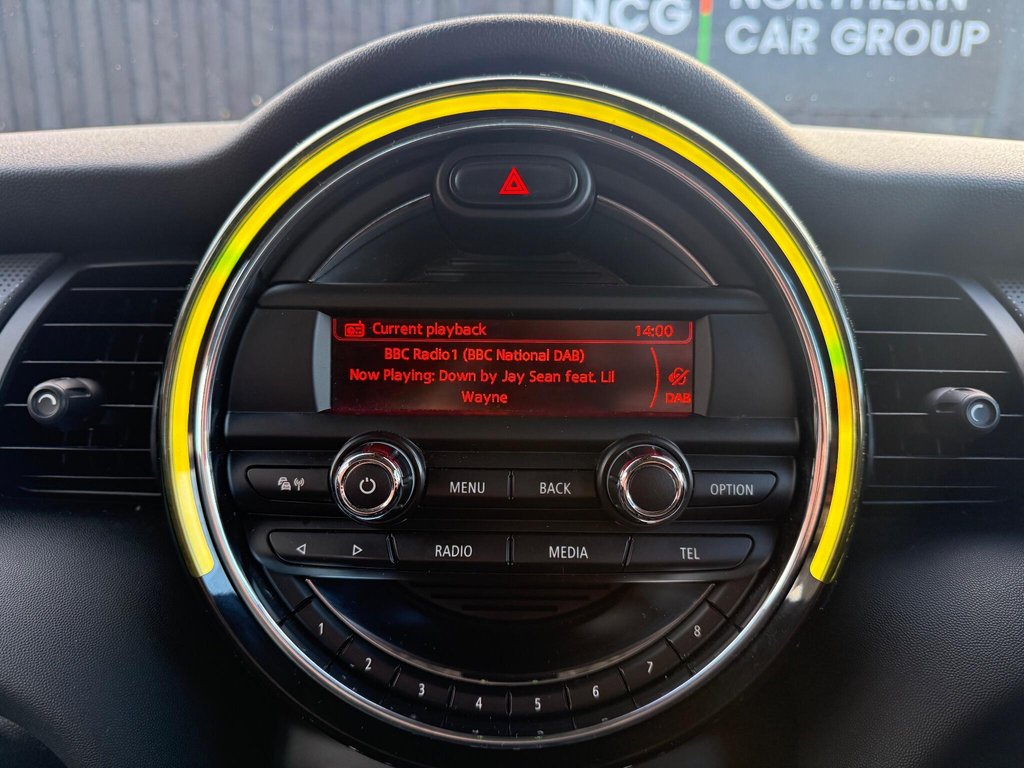 NCG NORTHERN
CAR GROUP
Current playback 14:00
BBC Radio1 (BBC National DAB)
Now Playing: Down by Jay Sean feat. Lil
Wayne
DAB
MENU BACK OPTION
RADIO MEDIA TEL
1 2 3 4 5 6 7 8